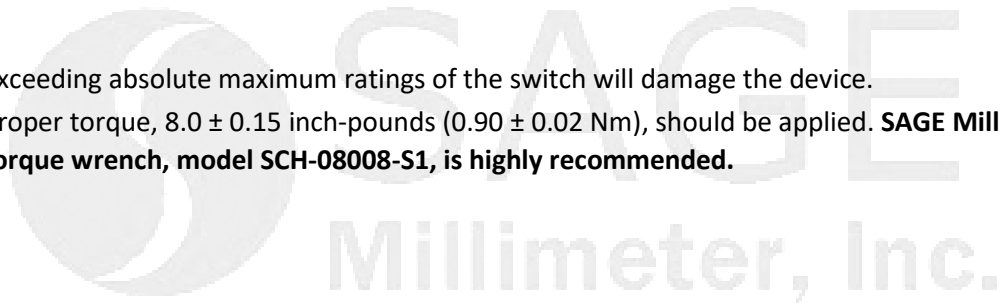 xceeding absolute maximum ratings of the switch will damage the device.
roper torque, 8.0 ± 0.15 inch-pounds (0.90 ± 0.02 Nm), should be applied. SAGE Mill
orque wrench, model SCH-08008-S1, is highly recommended.
SAGE
Millimeter, Inc.